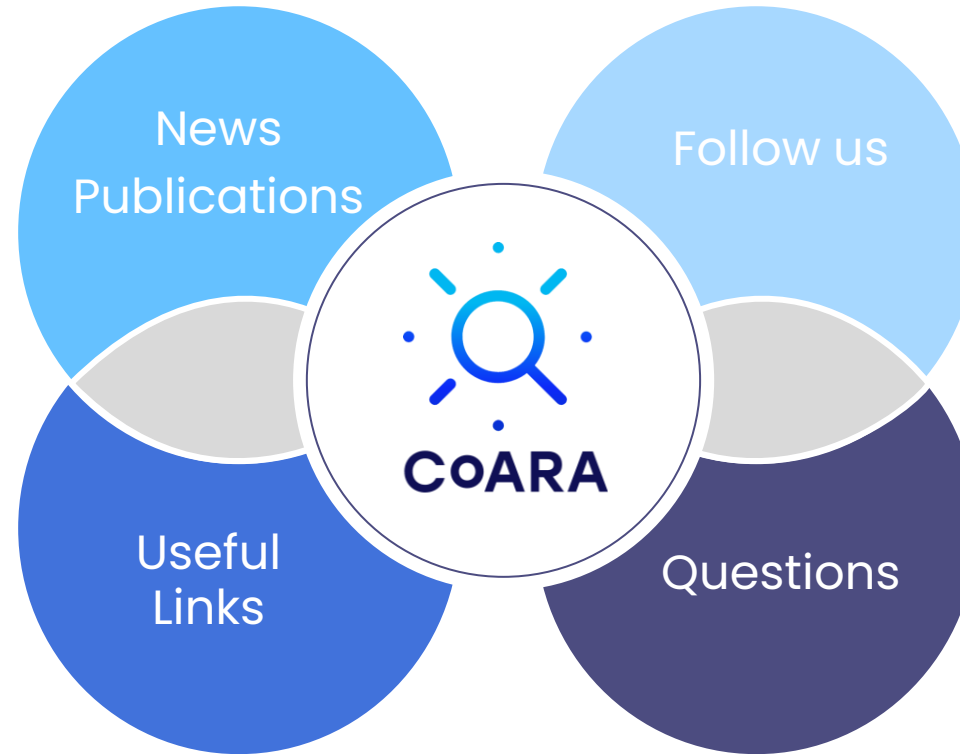 News
Publications
Follow us
CoARA
Useful
Links
Questions